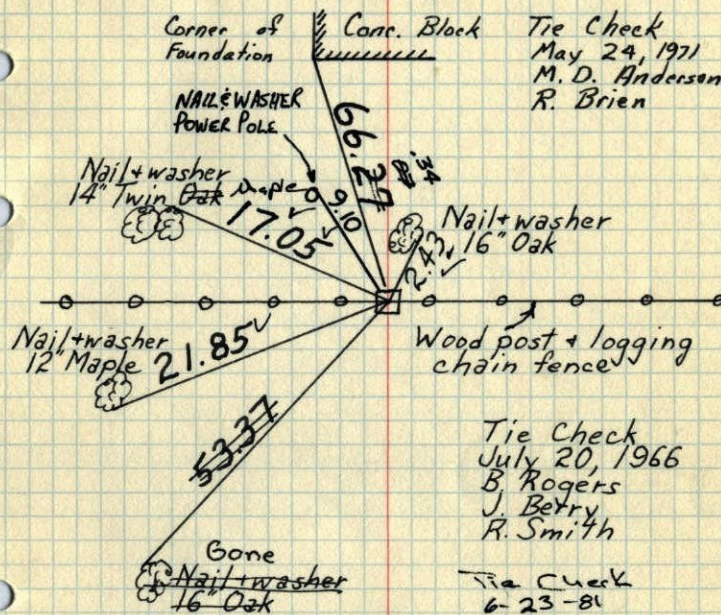 Corner of
Foundation
Conc. Block
Tie Check
May 24, 1971
M. D. Anderson
R. Brien
NAIL & WASHER
POWER POLE
66.27
.34
Nail + washer
14" Twin Oak Maple
9.10
17.05 ✓
Nail + washer
16" Oak
2.43 ✓
Nail + washer
12" Maple
21.85 ✓
Wood post + logging
chain fence
53.37
Tie Check
July 20, 1966
B. Rogers
J. Berry
R. Smith
Gone
Nail + washer
16" Oak
Tie Check
6-23-81